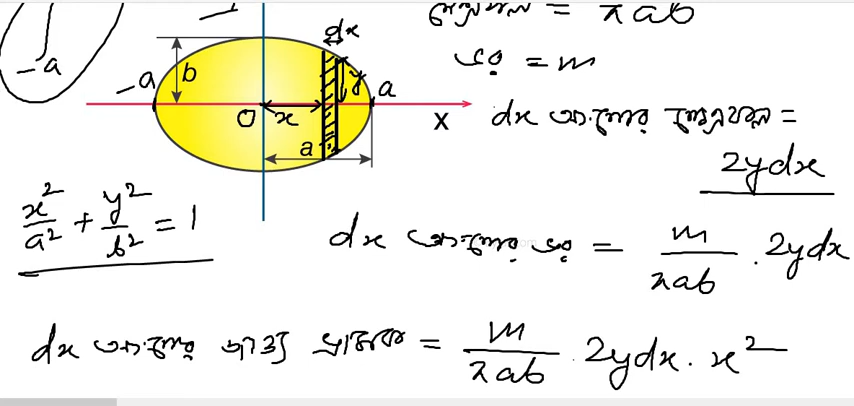 ক্ষেত্রফল = πab
ভর = m
dx অংশের ক্ষেত্রফল =
2ydx
-a
b
-a
dx
y
a
O
x
X
a
x²/a² + y²/b² = 1
dx অংশের ভর = m/πab . 2ydx
dx অংশের জড়তার ভ্রামক = m/πab . 2ydx . x²